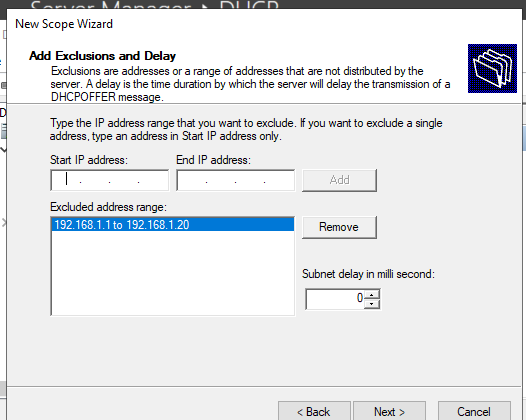 Server Manager ▸ DHCP
New Scope Wizard
Add Exclusions and Delay
Exclusions are addresses or a range of addresses that are not distributed by the
server. A delay is the time duration by which the server will delay the transmission of a
DHCPOFFER message.
Type the IP address range that you want to exclude. If you want to exclude a single
address, type an address in Start IP address only.
Start IP address: End IP address:
. . . . . . Add
Excluded address range:
192.168.1.1 to 192.168.1.20 Remove
Subnet delay in milli second:
0
< Back Next > Cancel